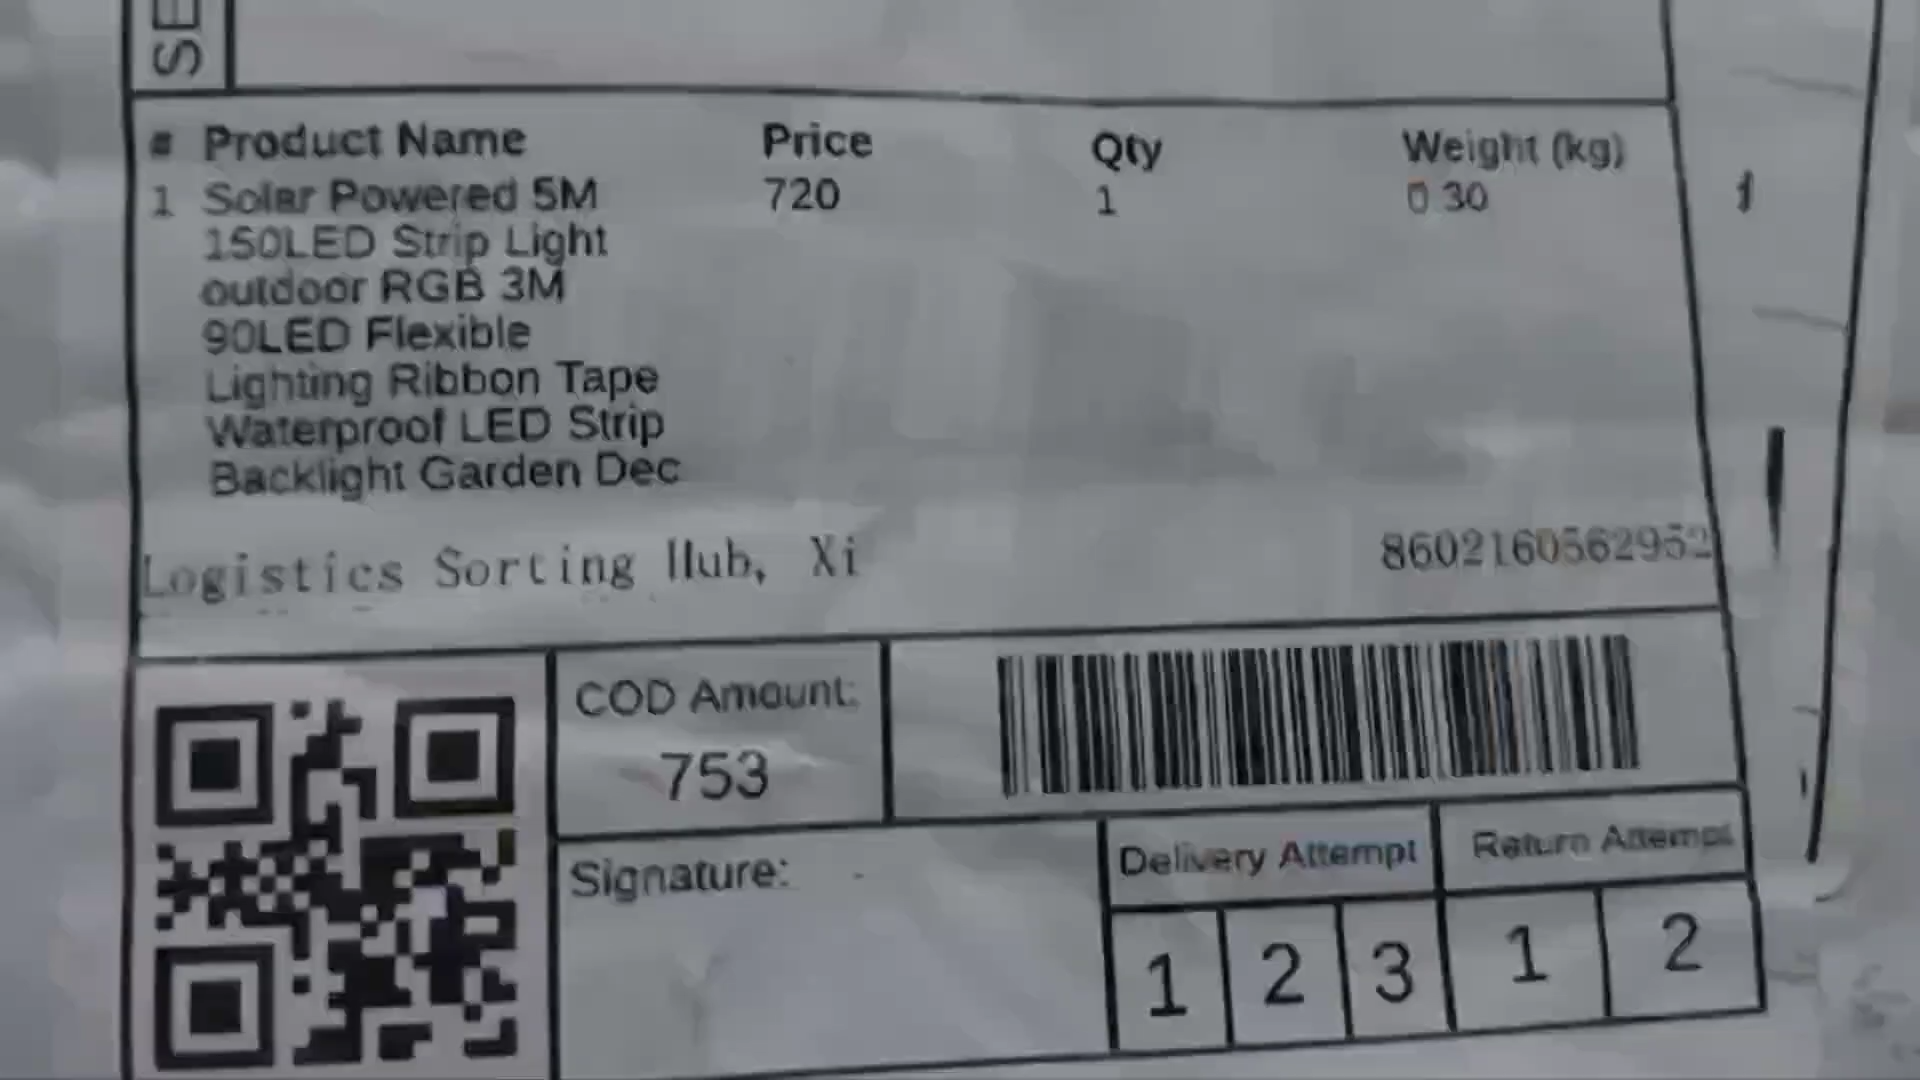 SE
# Product Name Price Qty Weight (kg)
1 Solar Powered 5M 720 1 0.30
150LED Strip Light
outdoor RGB 3M
90LED Flexible
Lighting Ribbon Tape
Waterproof LED Strip
Backlight Garden Dec
Logistics Sorting Hub, Xi 8602160562952
COD Amount:
753
Signature:
Delivery Attempt Return Attempt
1 2 3 1 2